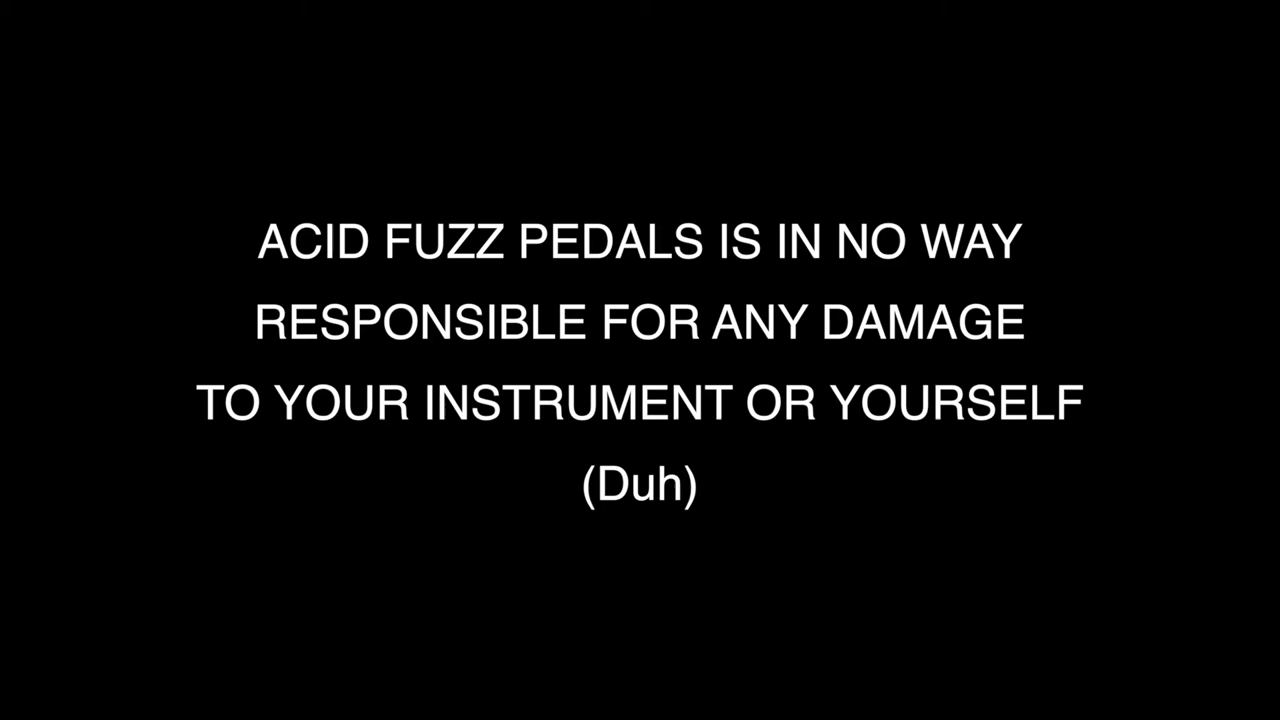 ACID FUZZ PEDALS IS IN NO WAY
RESPONSIBLE FOR ANY DAMAGE
TO YOUR INSTRUMENT OR YOURSELF
(Duh)